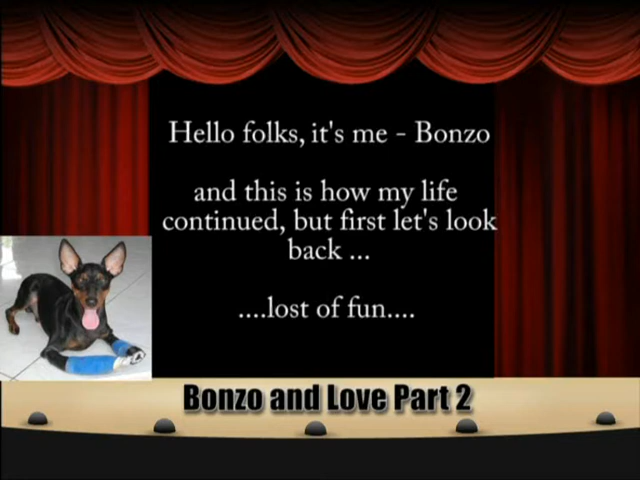 Hello folks, it's me - Bonzo
and this is how my life
continued, but first let's look
back ...
....lost of fun....
Bonzo and Love Part 2